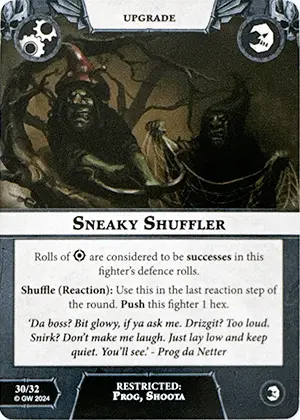 UPGRADE
SNEAKY SHUFFLER
Rolls of are considered to be successes in this
fighter's defence rolls.
Shuffle (Reaction): Use this in the last reaction step of
the round. Push this fighter 1 hex.
'Da boss? Bit glowy, if ya ask me. Drizgit? Too loud.
Snirk? Don't make me laugh. Just lay low and keep
quiet. You'll see.' - Prog da Netter
30/32
© GW 2024
RESTRICTED:
PROG, SHOOTA